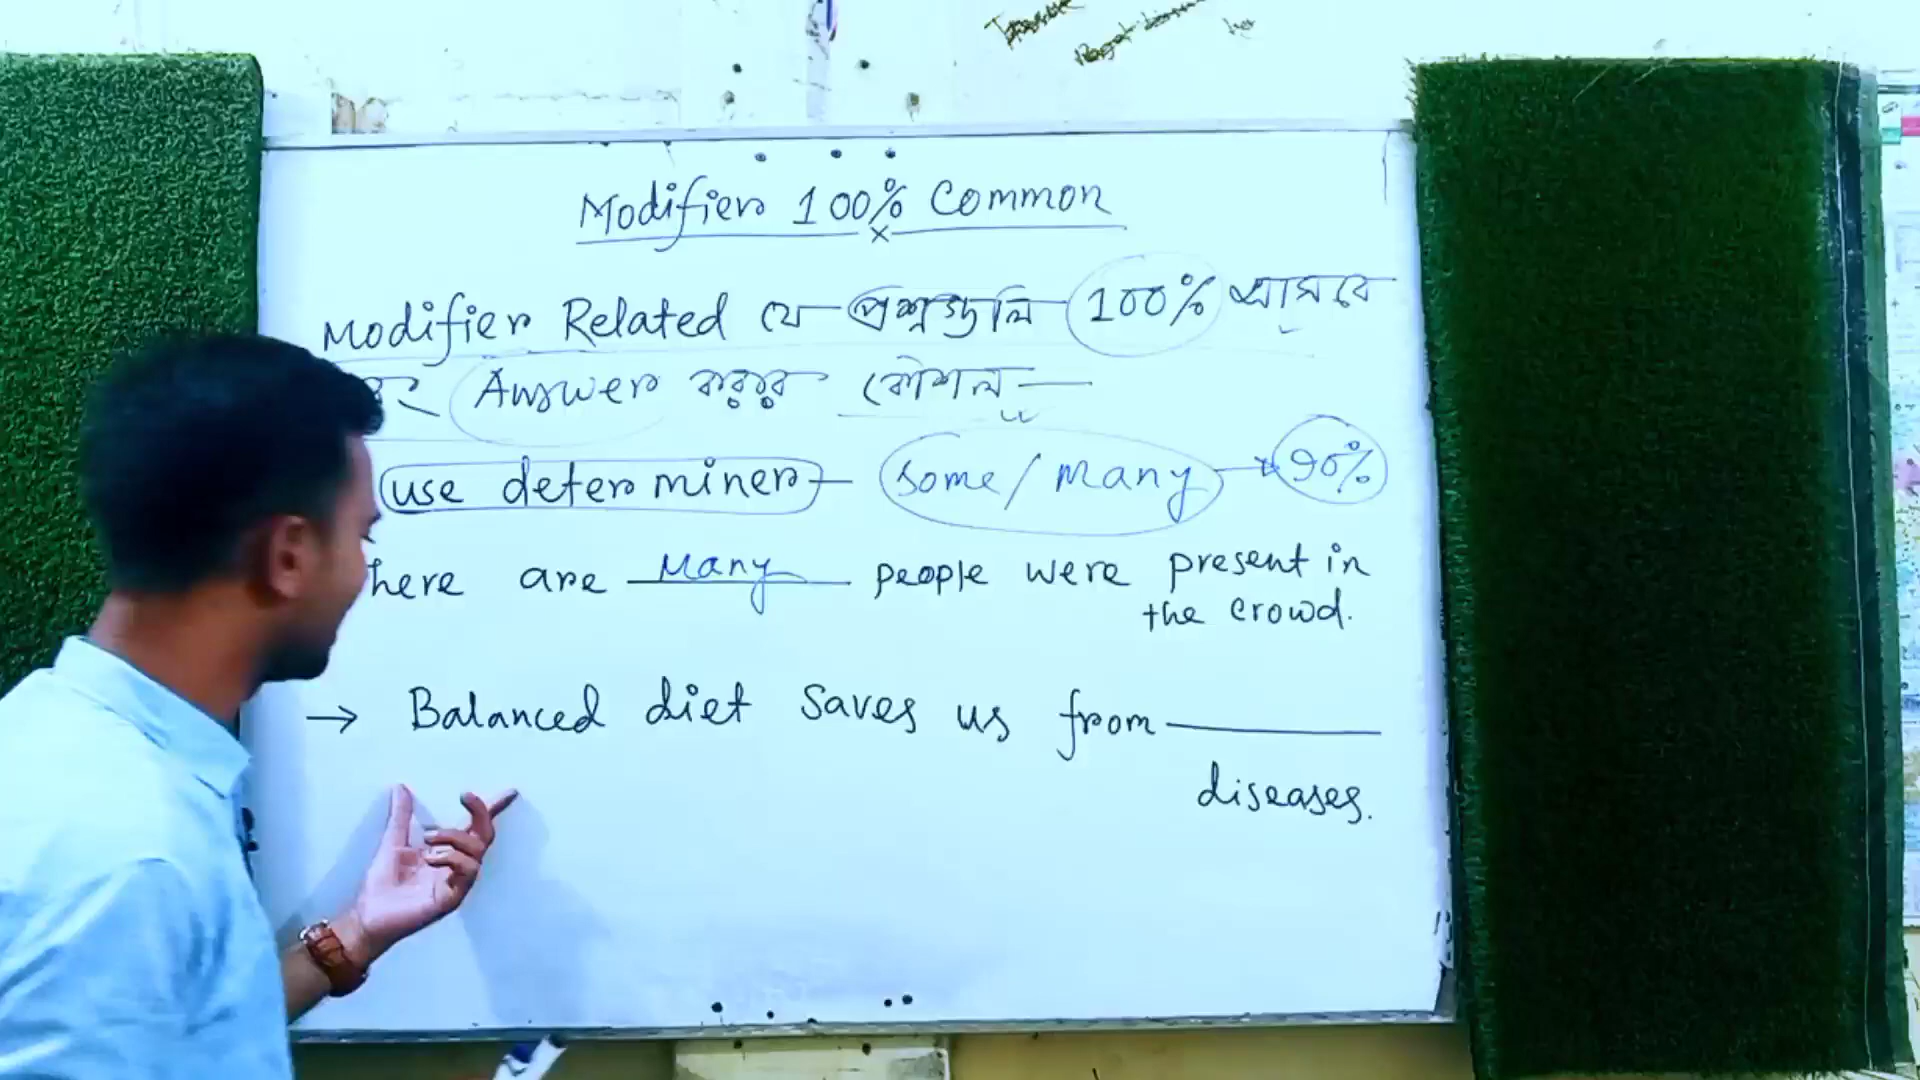 Modifier 100% Common
Modifier Related যে প্রশ্নগুলি 100% আসবে
Answer করার কৌশল
use determiner - some/many → 90%
here are Many people were present in
the crowd.
→ Balanced diet saves us from ______
diseases.